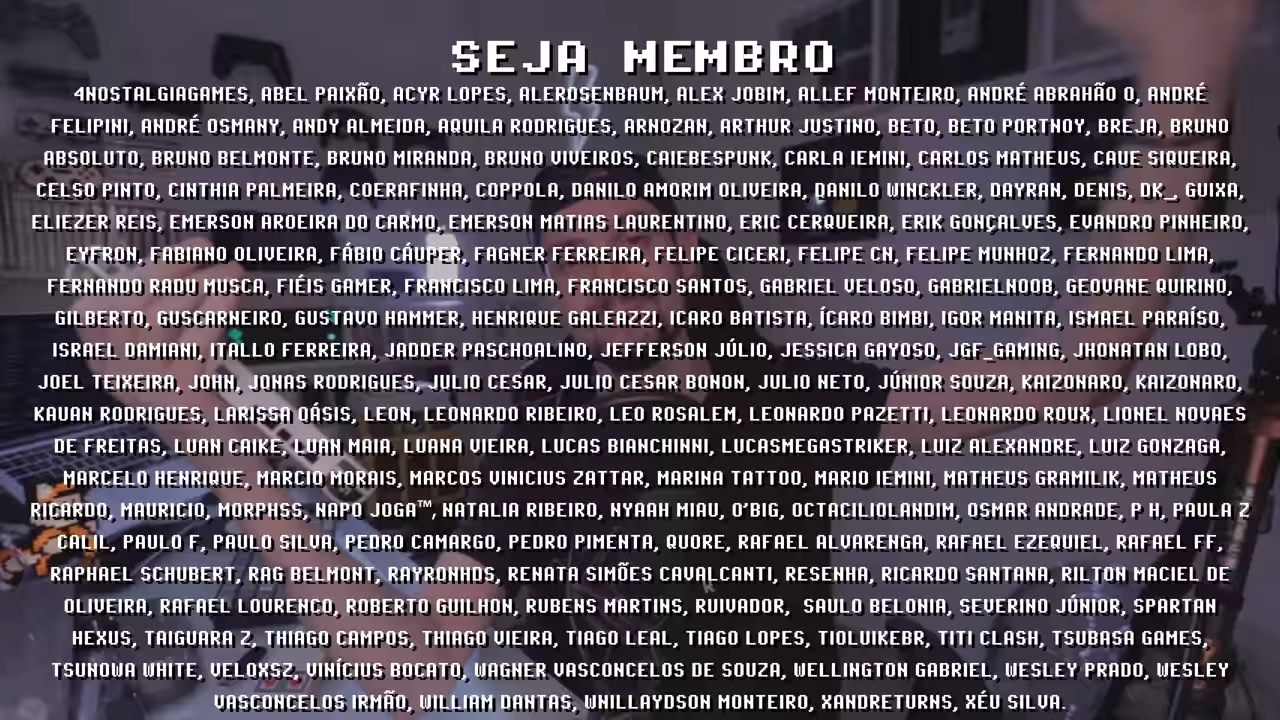 SEJA MEMBRO
4NOSTALGIAGAMES, ABEL PAIXÃO, ACYR LOPES, ALEROSENBAUM, ALEX JOBIM, ALLEF MONTEIRO, ANDRÉ ABRAHÃO O, ANDRÉ
FELIPINI, ANDRÉ OSMANY, ANDY ALMEIDA, AQUILA RODRIGUES, ARNOZAN, ARTHUR JUSTINO, BETO, BETO PORTNOY, BREJA, BRUNO
ABSOLUTO, BRUNO BELMONTE, BRUNO MIRANDA, BRUNO VIVEIROS, CAIEBESPUNK, CARLA IEMINI, CARLOS MATHEUS, CAUE SIQUEIRA,
CELSO PINTO, CINTHIA PALMEIRA, COERAFINHA, COPPOLA, DANILO AMORIM OLIVEIRA, DANILO WINCKLER, DAYRAN, DENIS, DK_, GUIXA,
ELIEZER REIS, EMERSON AROEIRA DO CARMO, EMERSON MATIAS LAURENTINO, ERIC CERQUEIRA, ERIK GONÇALVES, EVANDRO PINHEIRO,
EYFRON, FABIANO OLIVEIRA, FÁBIO CÁUPER, FAGNER FERREIRA, FELIPE CICERI, FELIPE CN, FELIPE MUNHOZ, FERNANDO LIMA,
FERNANDO RADU MUSCA, FIÉIS GAMER, FRANCISCO LIMA, FRANCISCO SANTOS, GABRIEL VELOSO, GABRIELNOOB, GEOVANE QUIRINO,
GILBERTO, GUSCARNEIRO, GUSTAVO HAMMER, HENRIQUE GALEAZZI, ICARO BATISTA, ÍCARO BIMBI, IGOR MANITA, ISMAEL PARAÍSO,
ISRAEL DAMIANI, ITALLO FERREIRA, JADDER PASCHOALINO, JEFFERSON JÚLIO, JESSICA GAYOSO, JGF_GAMING, JHONATAN LOBO,
JOEL TEIXEIRA, JOHN, JONAS RODRIGUES, JULIO CESAR, JULIO CESAR BONON, JULIO NETO, JÚNIOR SOUZA, KAIZONARO, KAIZONARO,
KAUAN RODRIGUES, LARISSA OÁSIS, LEON, LEONARDO RIBEIRO, LEO ROSALEM, LEONARDO PAZETTI, LEONARDO ROUX, LIONEL NOVAES
DE FREITAS, LUAN CAIKE, LUAN MAIA, LUANA VIEIRA, LUCAS BIANCHINNI, LUCASMEGASTRIKER, LUIZ ALEXANDRE, LUIZ GONZAGA,
MARCELO HENRIQUE, MARCIO MORAIS, MARCOS VINICIUS ZATTAR, MARINA TATTOO, MARIO IEMINI, MATHEUS GRAMILIK, MATHEUS
RICARDO, MAURICIO, MORPHSS, NAPO JOGA™, NATALIA RIBEIRO, NYAAH MIAU, O'BIG, OCTACILIOLANDIM, OSMAR ANDRADE, P H, PAULA Z
CALIL, PAULO F, PAULO SILVA, PEDRO CAMARGO, PEDRO PIMENTA, QUORE, RAFAEL ALVARENGA, RAFAEL EZEQUIEL, RAFAEL FF,
RAPHAEL SCHUBERT, RAG BELMONT, RAYRONHDS, RENATA SIMÕES CAVALCANTI, RESENHA, RICARDO SANTANA, RILTON MACIEL DE
OLIVEIRA, RAFAEL LOURENÇO, ROBERTO GUILHON, RUBENS MARTINS, RUIVADOR, SAULO BELONIA, SEVERINO JÚNIOR, SPARTAN
HEXUS, TAIGUARA Z, THIAGO CAMPOS, THIAGO VIEIRA, TIAGO LEAL, TIAGO LOPES, TIOLUIKEBR, TITI CLASH, TSUBASA GAMES,
TSUNOWA WHITE, VELOXSZ, VINÍCIUS BOCATO, WAGNER VASCONCELOS DE SOUZA, WELLINGTON GABRIEL, WESLEY PRADO, WESLEY
VASCONCELOS IRMÃO, WILLIAM DANTAS, WNILLAYDSON MONTEIRO, XANDRETURNS, XÉU SILVA.